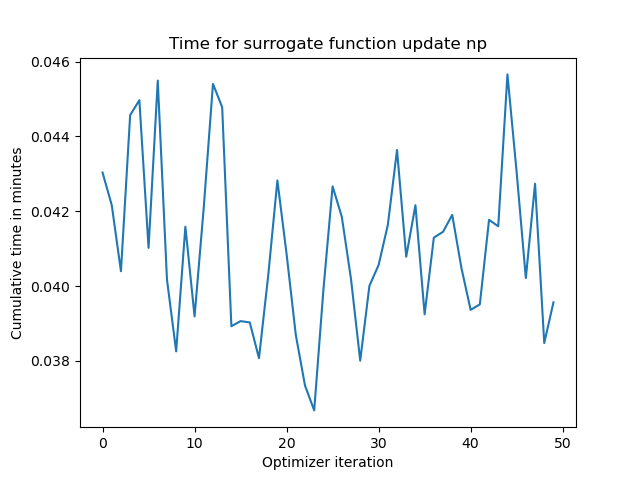 Time for surrogate function update np
Cumulative time in minutes
0.046
0.044
0.042
0.040
0.038
0 10 20 30 40 50
Optimizer iteration